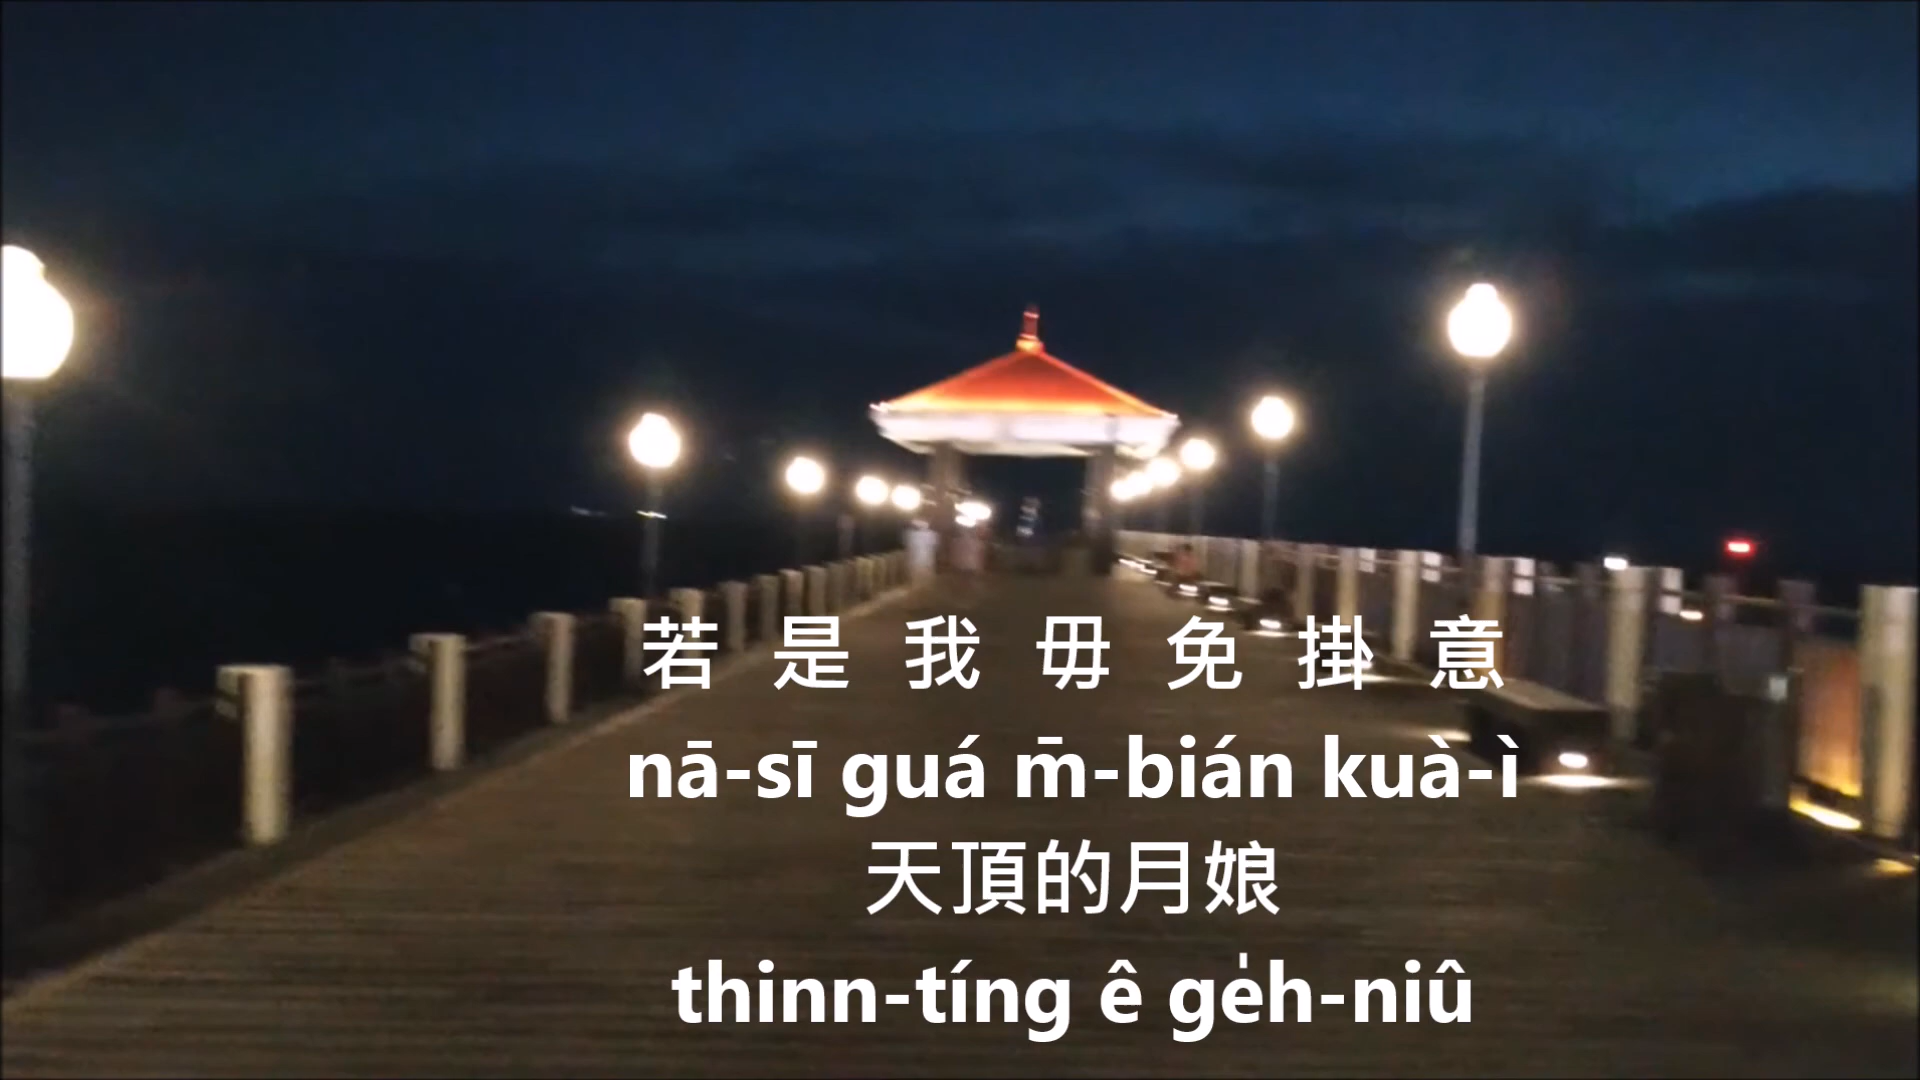 若是我毋免掛意
nā-sī guá m̄-bián kuà-ì
天頂的月娘
thinn-tíng ê ge̍h-niû